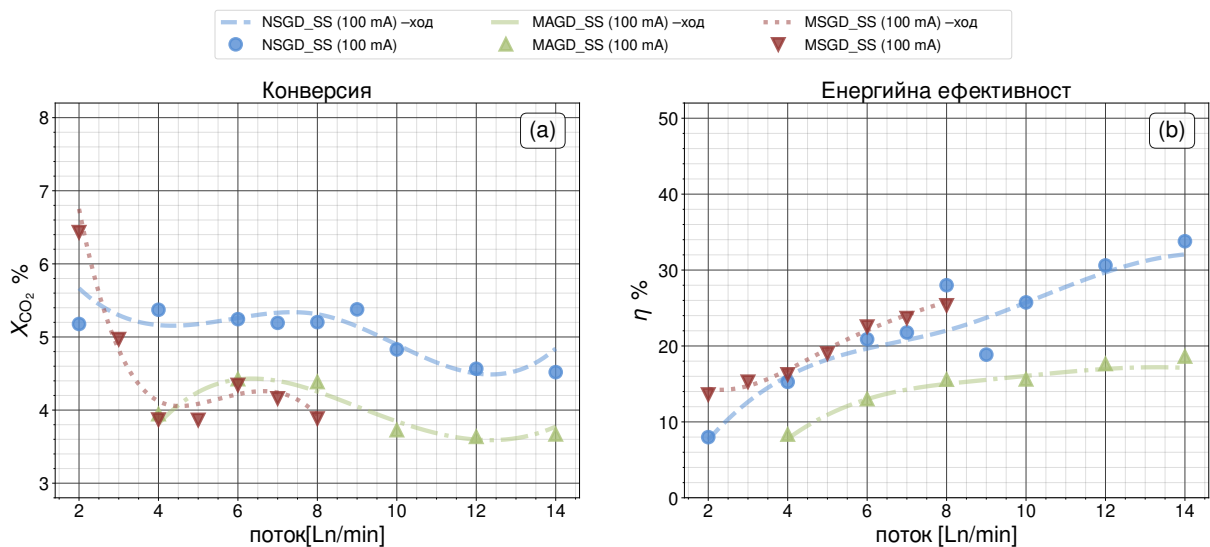 NSGD_SS (100 mA) –ход
MAGD_SS (100 mA) –ход
MSGD_SS (100 mA) –ход
NSGD_SS (100 mA)
MAGD_SS (100 mA)
MSGD_SS (100 mA)
Конверсия
(a)
X_CO₂ %
8
7
6
5
4
3
2 4 6 8 10 12 14
поток[Ln/min]
Енергийна ефективност
(b)
η %
50
40
30
20
10
0
2 4 6 8 10 12 14
поток [Ln/min]